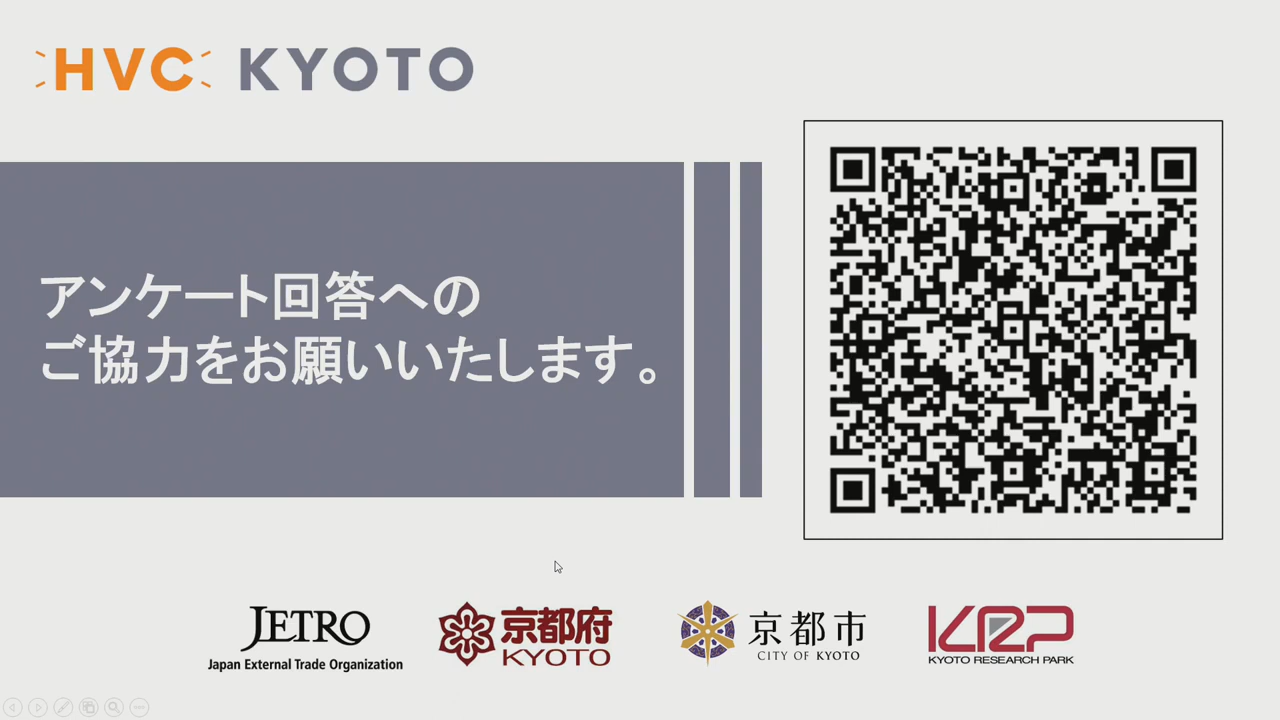 HVC KYOTO
アンケート回答への
ご協力をお願いいたします。
JETRO
Japan External Trade Organization
京都府
KYOTO
京都市
CITY OF KYOTO
KRP
KYOTO RESEARCH PARK